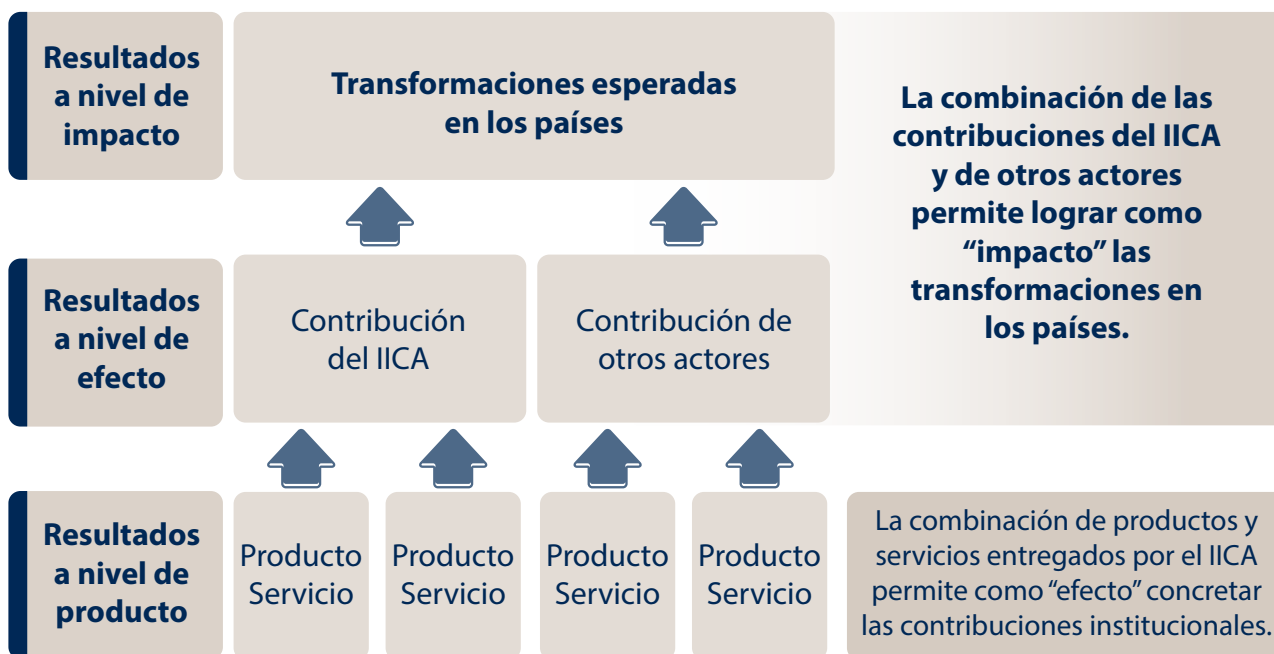 Resultados
a nivel de
impacto
Transformaciones esperadas
en los países
La combinación de las
contribuciones del IICA
y de otros actores
permite lograr como
“impacto” las
transformaciones en
los países.
Resultados
a nivel de
efecto
Contribución
del IICA
Contribución de
otros actores
Resultados
a nivel de
producto
Producto
Servicio
Producto
Servicio
Producto
Servicio
Producto
Servicio
La combinación de productos y
servicios entregados por el IICA
permite como “efecto” concretar
las contribuciones institucionales.